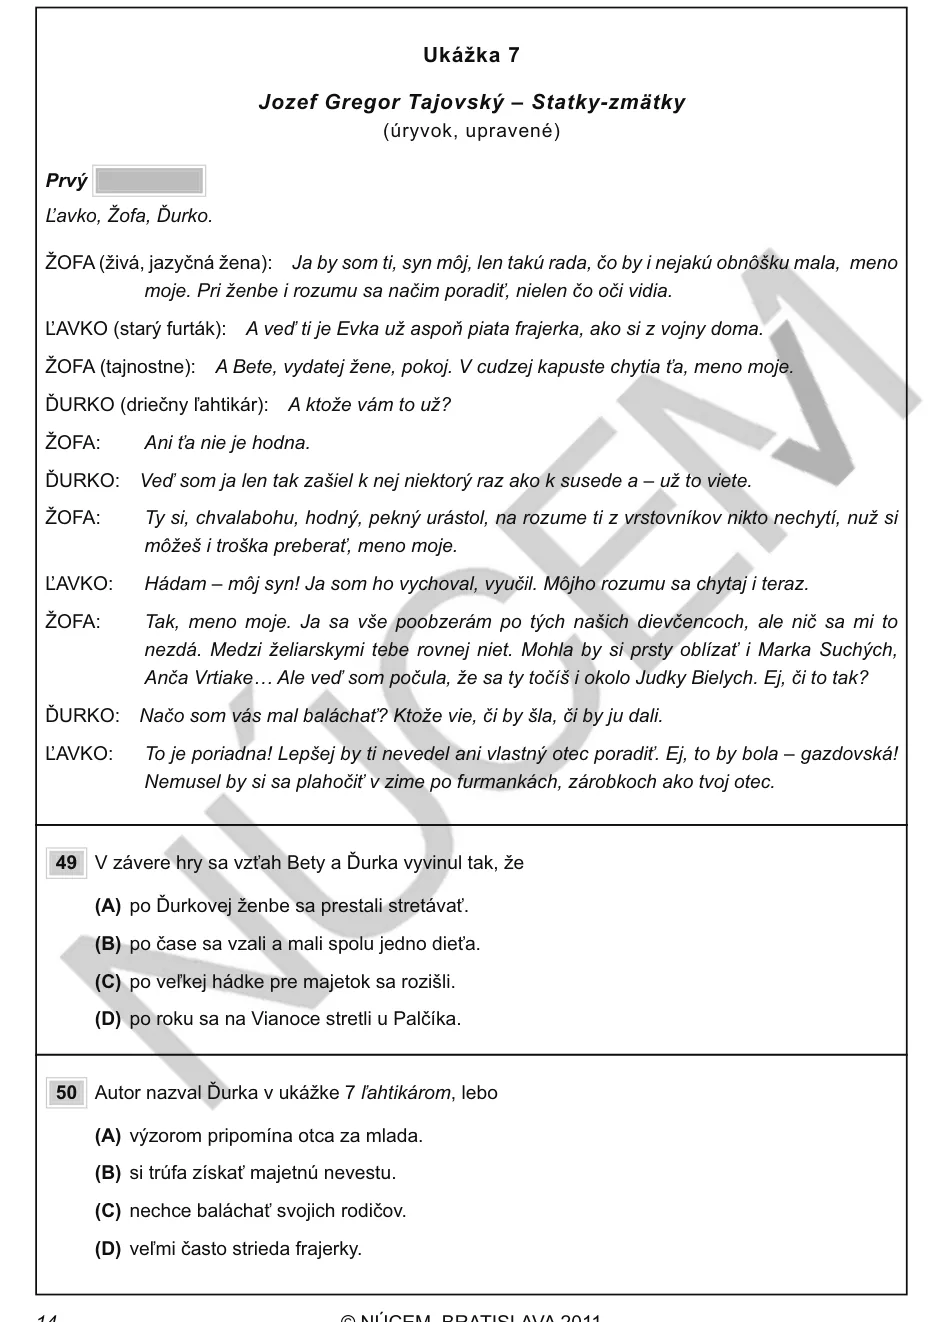 Ukážka 7
Jozef Gregor Tajovský – Statky-zmätky
(úryvok, upravené)
Prvý
Ľavko, Žofa, Ďurko.
ŽOFA (živá, jazyčná žena): Ja by som ti, syn môj, len takú rada, čo by i nejakú obnôšku mala, meno
moje. Pri ženbe i rozumu sa načim poradiť, nielen čo oči vidia.
ĽAVKO (starý furták): A veď ti je Evka už aspoň piata frajerka, ako si z vojny doma.
ŽOFA (tajnostne): A Bete, vydatej žene, pokoj. V cudzej kapuste chytia ťa, meno moje.
ĎURKO (driečny ľahtikár): A ktože vám to už?
ŽOFA: Ani ťa nie je hodna.
ĎURKO: Veď som ja len tak zašiel k nej niektorý raz ako k susede a – už to viete.
ŽOFA: Ty si, chvalabohu, hodný, pekný urástol, na rozume ti z vrstovníkov nikto nechytí, nuž si
môžeš i troška preberať, meno moje.
ĽAVKO: Hádam – môj syn! Ja som ho vychoval, vyučil. Môjho rozumu sa chytaj i teraz.
ŽOFA: Tak, meno moje. Ja sa vše poobzerám po tých našich dievčencoch, ale nič sa mi to
nezdá. Medzi želiarskymi tebe rovnej niet. Mohla by si prsty oblízať i Marka Suchých,
Anča Vrtiake… Ale veď som počula, že sa ty točíš i okolo Judky Bielych. Ej, či to tak?
ĎURKO: Načo som vás mal baláchať? Ktože vie, či by šla, či by ju dali.
ĽAVKO: To je poriadna! Lepšej by ti nevedel ani vlastný otec poradiť. Ej, to by bola – gazdovská!
Nemusel by si sa plahočiť v zime po furmankách, zárobkoch ako tvoj otec.
49 V závere hry sa vzťah Bety a Ďurka vyvinul tak, že
(A) po Ďurkovej ženbe sa prestali stretávať.
(B) po čase sa vzali a mali spolu jedno dieťa.
(C) po veľkej hádke pre majetok sa rozišli.
(D) po roku sa na Vianoce stretli u Palčíka.
50 Autor nazval Ďurka v ukážke 7 ľahtikárom, lebo
(A) výzorom pripomína otca za mlada.
(B) si trúfa získať majetnú nevestu.
(C) nechce baláchať svojich rodičov.
(D) veľmi často strieda frajerky.
14 © NÚCEM, BRATISLAVA 2011
NÚCEM